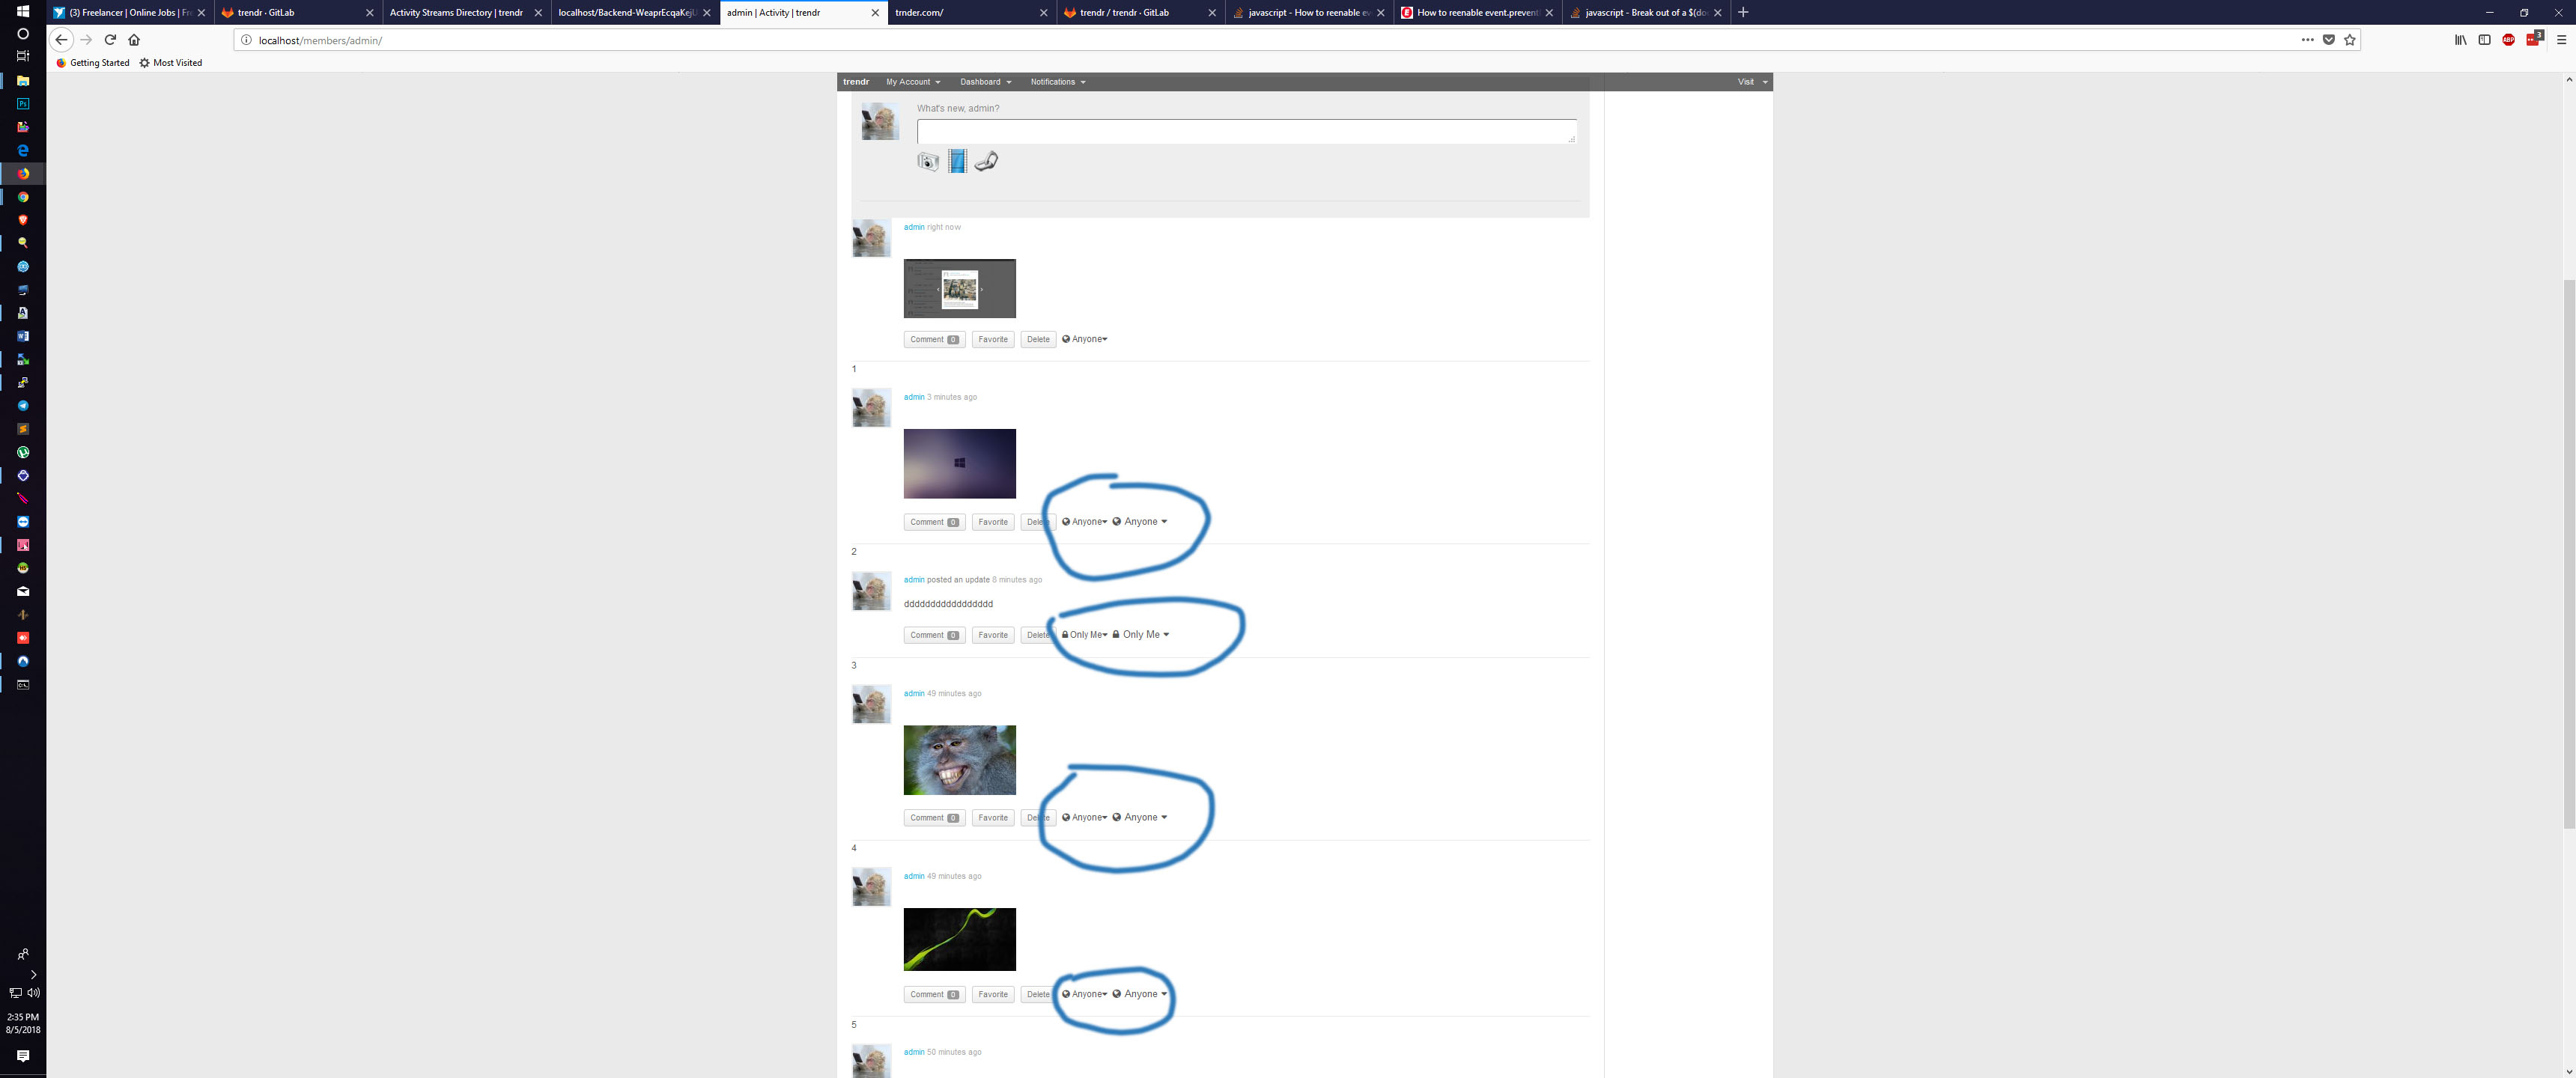 (3) Freelancer | Online Jobs | Fre
trendr · GitLab
Activity Streams Directory | trendr
localhost/Backend-WeaprEcqaKejU
admin | Activity | trendr
trnder.com/
trendr / trendr · GitLab
javascript - How to reenable ev
How to reenable event.prevent
javascript - Break out of a $(doc
localhost/members/admin/
3
Getting Started
Most Visited
trendr My Account Dashboard Notifications Visit
What's new, admin?
admin right now
Comment 0 Favorite Delete Anyone
1
admin 3 minutes ago
Comment 0 Favorite Delete Anyone Anyone
2
admin posted an update 8 minutes ago
ddddddddddddddddd
Comment 0 Favorite Delete Only Me Only Me
3
admin 49 minutes ago
Comment 0 Favorite Delete Anyone Anyone
4
admin 49 minutes ago
Comment 0 Favorite Delete Anyone Anyone
5
admin 50 minutes ago
2:35 PM
8/5/2018